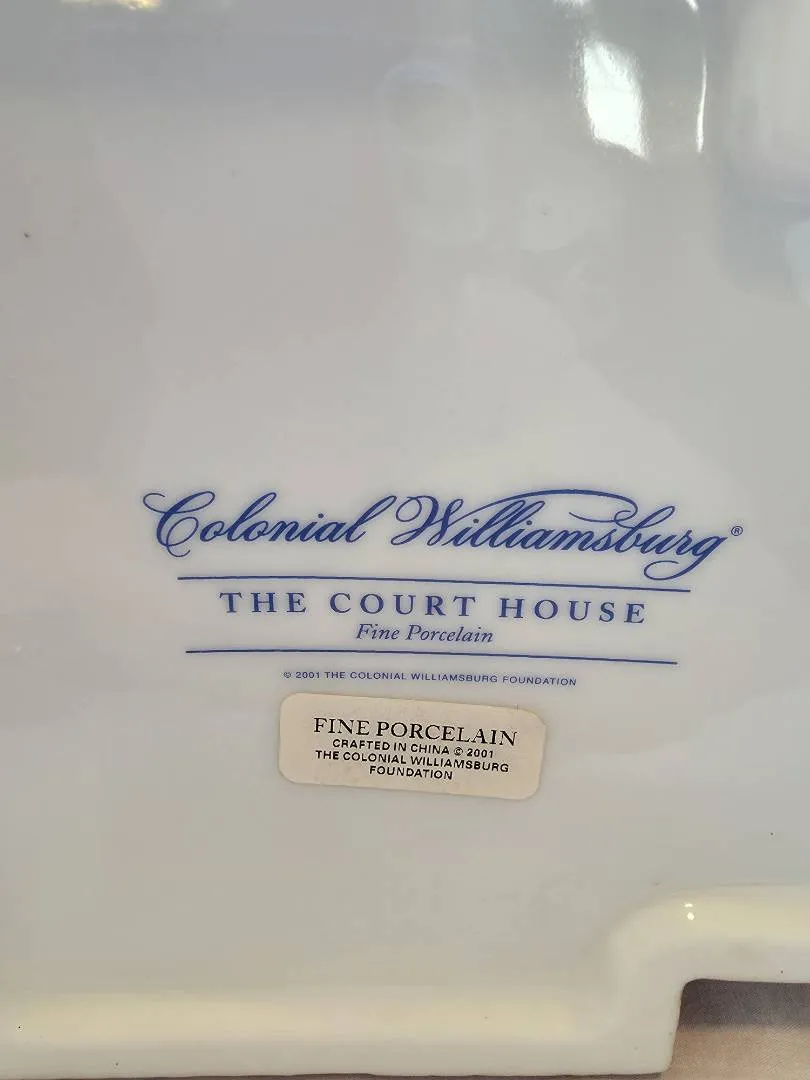 Colonial Williamsburg®
THE COURT HOUSE
Fine Porcelain
© 2001 THE COLONIAL WILLIAMSBURG FOUNDATION
FINE PORCELAIN
CRAFTED IN CHINA © 2001
THE COLONIAL WILLIAMSBURG
FOUNDATION